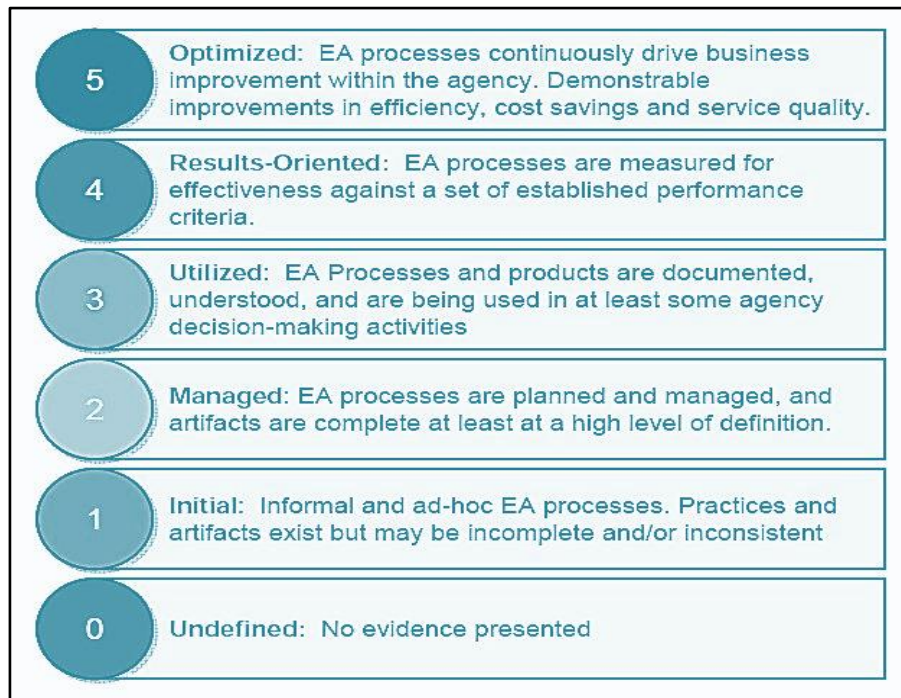 5
Optimized: EA processes continuously drive business
improvement within the agency. Demonstrable
improvements in efficiency, cost savings and service quality.
4
Results-Oriented: EA processes are measured for
effectiveness against a set of established performance
criteria.
3
Utilized: EA Processes and products are documented,
understood, and are being used in at least some agency
decision-making activities
2
Managed: EA processes are planned and managed, and
artifacts are complete at least at a high level of definition.
1
Initial: Informal and ad-hoc EA processes. Practices and
artifacts exist but may be incomplete and/or inconsistent
0
Undefined: No evidence presented